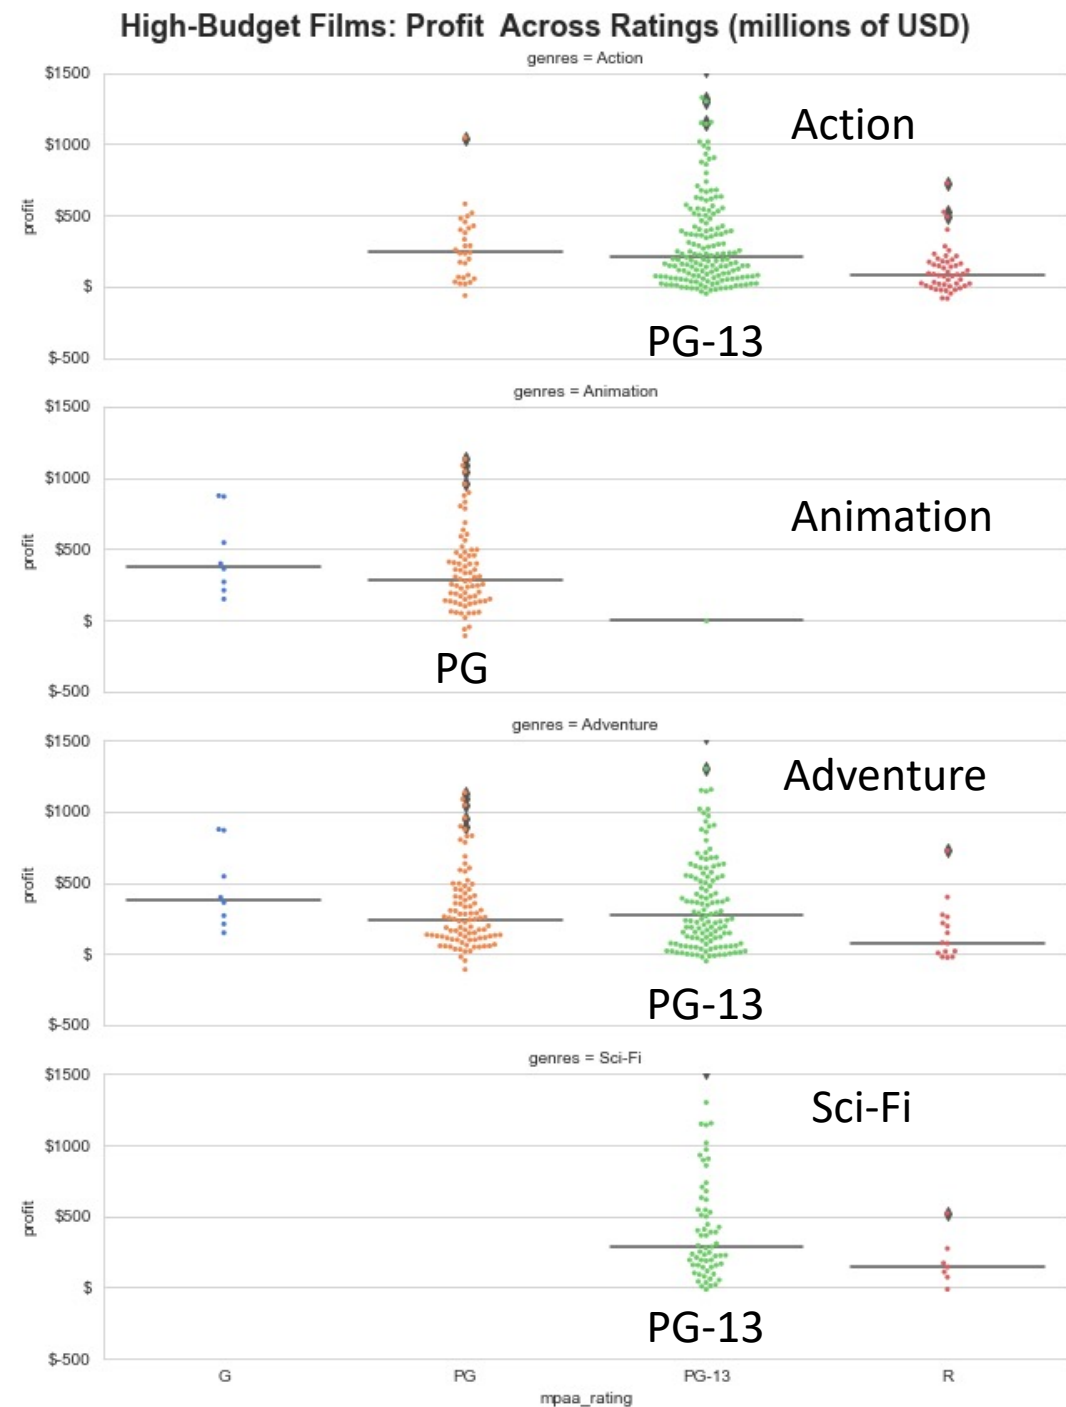 High-Budget Films: Profit  Across Ratings (millions of USD)
genres = Action
$1500
$1000
$500
$
$-500
profit
Action
PG-13
genres = Animation
$1500
$1000
$500
$
$-500
profit
Animation
PG
genres = Adventure
$1500
$1000
$500
$
$-500
profit
Adventure
PG-13
genres = Sci-Fi
$1500
$1000
$500
$
$-500
profit
Sci-Fi
PG-13
G PG PG-13 R
mpaa_rating